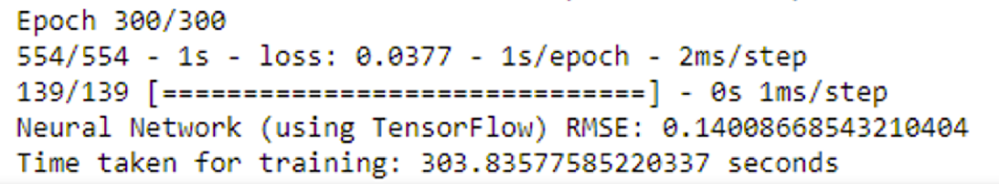 Epoch 300/300
554/554 - 1s - loss: 0.0377 - 1s/epoch - 2ms/step
139/139 [==============================] - 0s 1ms/step
Neural Network (using TensorFlow) RMSE: 0.14008668543210404
Time taken for training: 303.83577585220337 seconds